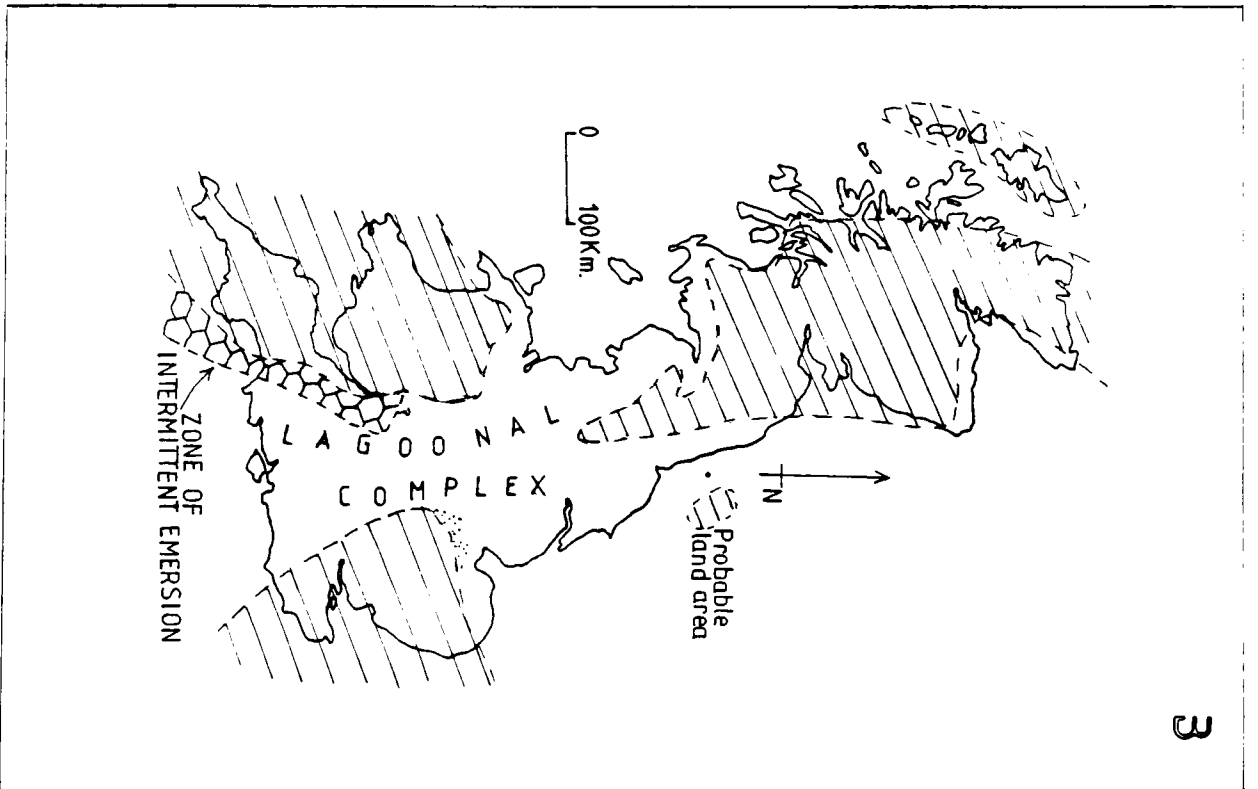 3
0 100Km.
N
Probable
land area
LAGOONAL
COMPLEX
ZONE OF
INTERMITTENT EMERSION